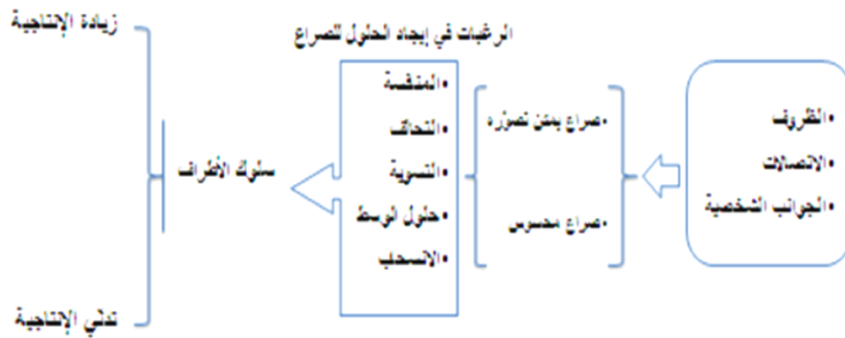 الظروف
الاتصالات
الجوانب الشخصية
صراع يمكن تصوره
صراع محسوس
الرغبات في إيجاد الحلول للصراع
المنافسة
التحالف
التسوية
حلول الوسط
الانسحاب
سلوك الأطراف
زيادة الإنتاجية
تدني الإنتاجية